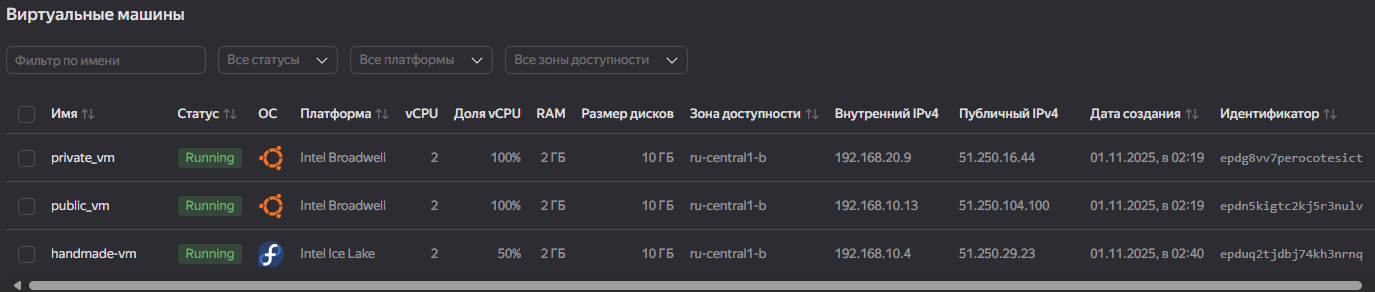 Виртуальные машины
Фильтр по имени Все статусы Все платформы Все зоны доступности
Имя Статус ОС Платформа vCPU Доля vCPU RAM Размер дисков Зона доступности Внутренний IPv4 Публичный IPv4 Дата создания Идентификатор
private_vm Running Intel Broadwell 2 100% 2 ГБ 10 ГБ ru-central1-b 192.168.20.9 51.250.16.44 01.11.2025, в 02:19 epdg8vv7perocotesict
public_vm Running Intel Broadwell 2 100% 2 ГБ 10 ГБ ru-central1-b 192.168.10.13 51.250.104.100 01.11.2025, в 02:19 epdn5kigtc2kj5r3nulv
handmade-vm Running Intel Ice Lake 2 50% 2 ГБ 10 ГБ ru-central1-b 192.168.10.4 51.250.29.23 01.11.2025, в 02:40 epduq2tjdbj74kh3nrnq